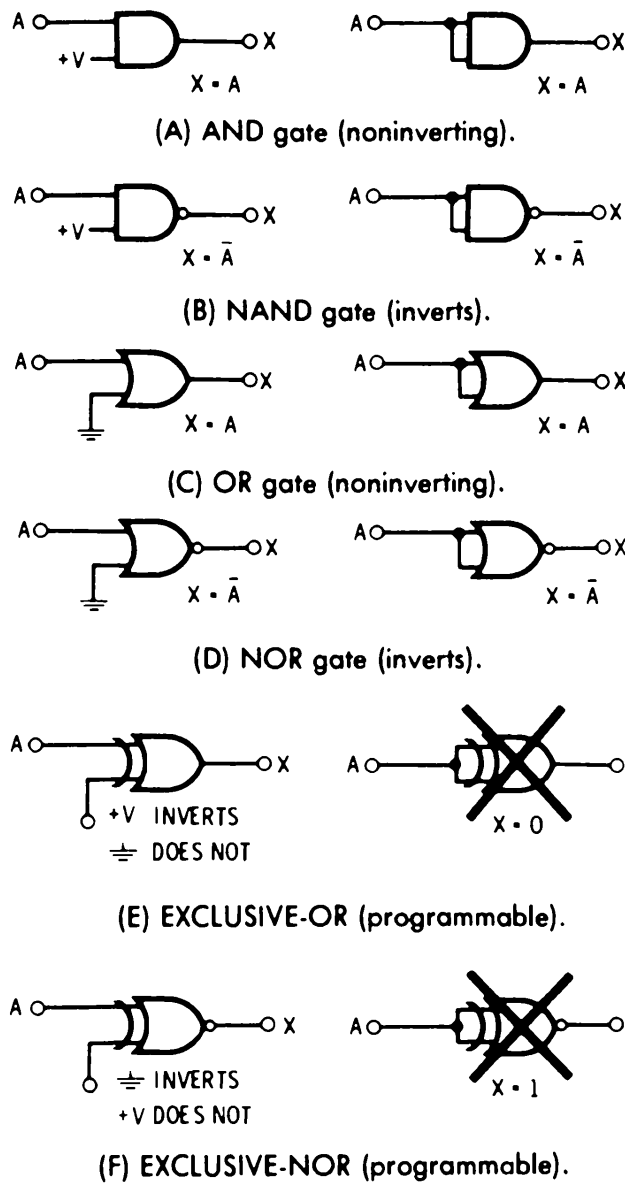 A X A X
+V
X = A X = A
(A) AND gate (noninverting).
A X A X
+V
X = Ā X = Ā
(B) NAND gate (inverts).
A X A X
X = A X = A
(C) OR gate (noninverting).
A X A X
X = Ā X = Ā
(D) NOR gate (inverts).
A X A
+V INVERTS X = 0
DOES NOT
(E) EXCLUSIVE-OR (programmable).
A X A
INVERTS X = 1
+V DOES NOT
(F) EXCLUSIVE-NOR (programmable).